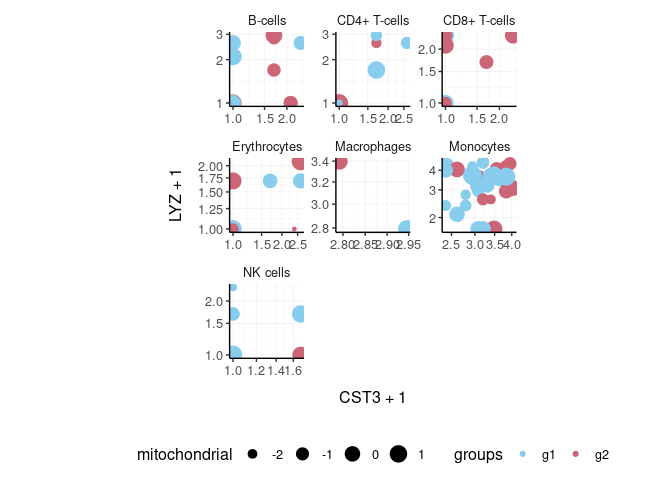 B-cells CD4+ T-cells CD8+ T-cells
3
2
1
3
2
1
2.0
1.5
1.0
1.0 1.5 2.0
1.0 1.5 2.0 2.5
1.0 1.5 2.0
Erythrocytes Macrophages Monocytes
2.00
1.75
1.50
1.25
1.00
3.4
3.2
3.0
2.8
4
3
2
1.0 1.5 2.0 2.5
2.80 2.85 2.90 2.95
2.5 3.0 3.5 4.0
NK cells
2.0
1.5
1.0
1.0 1.2 1.4 1.6
LYZ + 1
CST3 + 1
mitochondrial -2 -1 0 1 groups g1 g2